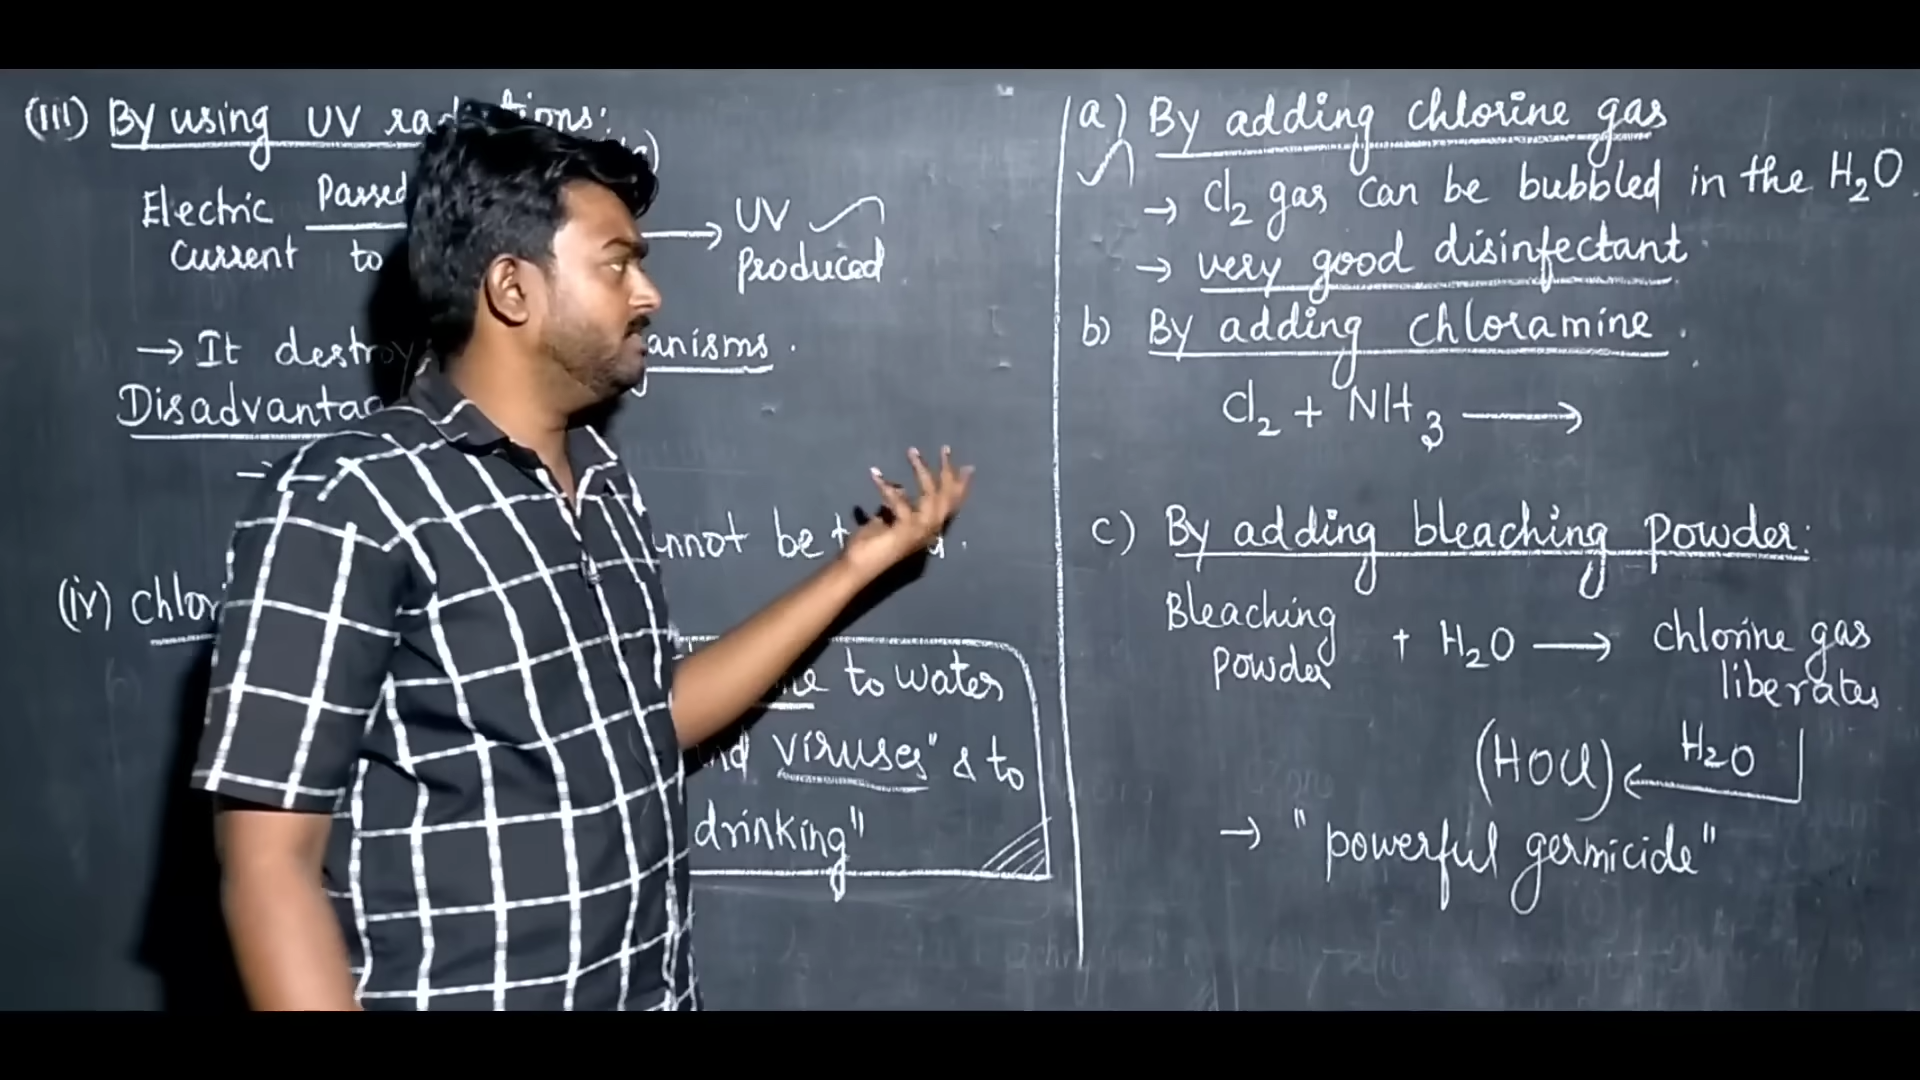 (iii) By using UV radiations:
Electric Passed
Current to
→ UV
Produced
→ It destroy anisms.
Disadvantag
→
nnot be t
(iv) chlor
to water
nd viruses" & to
drinking"
a) By adding chlorine gas
→ Cl₂ gas can be bubbled in the H₂O
→ very good disinfectant
b) By adding chloramine.
Cl₂ + NH₃ →
c) By adding bleaching powder:
Bleaching Powder + H₂O → chlorine gas liberates
(HOCl) ← H₂O
→ "powerful germicide"